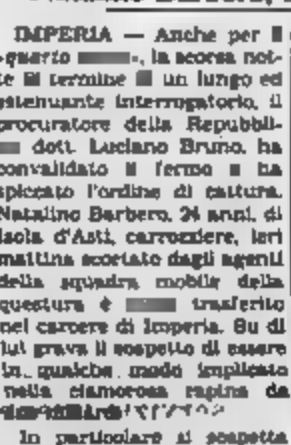 IMPERIA — Anche per il
«quarto », la scorsa not-
te al termine di un lungo ed
estenuante interrogatorio, il
procuratore della Repubbli-
dott. Luciano Bruno, ha
convalidato il fermo e ha
spiccato l'ordine di cattura.
Natalino Barbero, 24 anni, di
Isola d'Asti, carrozziere, ieri
mattina scortato dagli agenti
della squadra mobile della
questura è trasferito
nel carcere di Imperia. Su di
lui grava il sospetto di essere
in qualche modo implicato
nella clamorosa rapina da
In particolare si sospetta